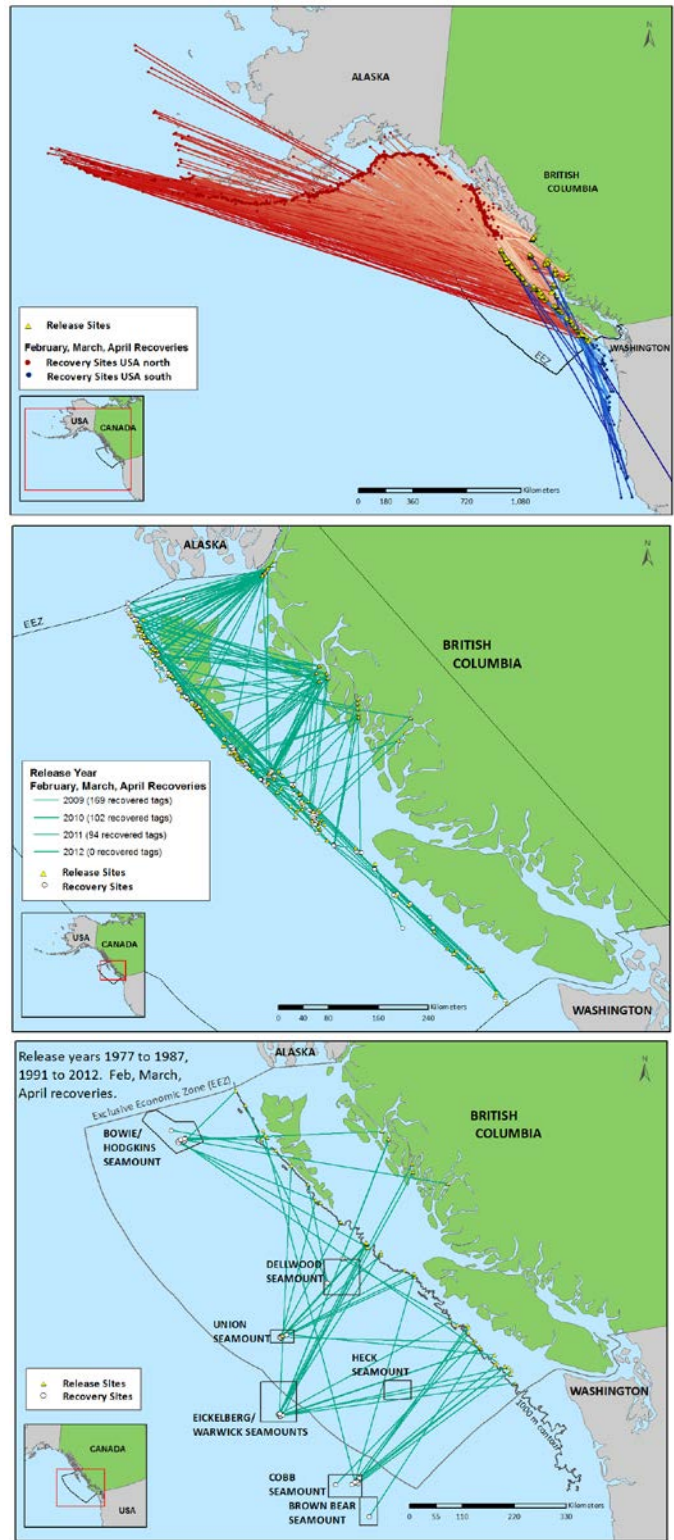 N
ALASKA
BRITISH
COLUMBIA
Release Sites
February, March, April Recoveries
Recovery Sites USA north
Recovery Sites USA south
WASHINGTON
EEZ
USA
CANADA
Kilometers
0 180 360 720 1,080
N
ALASKA
EEZ
BRITISH
COLUMBIA
Release Year
February, March, April Recoveries
2009 (169 recovered tags)
2010 (102 recovered tags)
2011 (94 recovered tags)
2012 (0 recovered tags)
Release Sites
Recovery Sites
USA
CANADA
Kilometers
0 40 80 160 240
WASHINGTON
Release years 1977 to 1987,
1991 to 2012. Feb, March,
April recoveries.
ALASKA
N
Exclusive Economic Zone (EEZ)
BOWIE/
HODGKINS
SEAMOUNT
BRITISH
COLUMBIA
DELLWOOD
SEAMOUNT
UNION
SEAMOUNT
HECK
SEAMOUNT
Release Sites
Recovery Sites
EICKELBERG/
WARWICK SEAMOUNTS
WASHINGTON
1000 m contour
CANADA
USA
COBB
SEAMOUNT
BROWN BEAR
SEAMOUNT
Kilometers
0 55 110 220 330